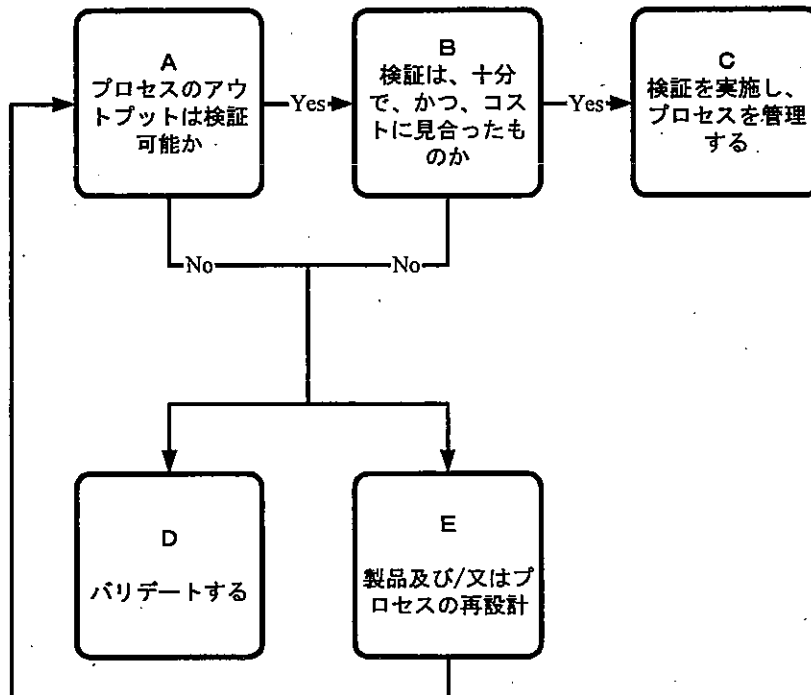 A
プロセスのアウ
トプットは検証
可能か
Yes
B
検証は、十分
で、かつ、コス
トに見合ったも
のか
Yes
C
検証を実施し、
プロセスを管理
する
No
No
D
バリデートする
E
製品及び/又はプ
ロセスの再設計